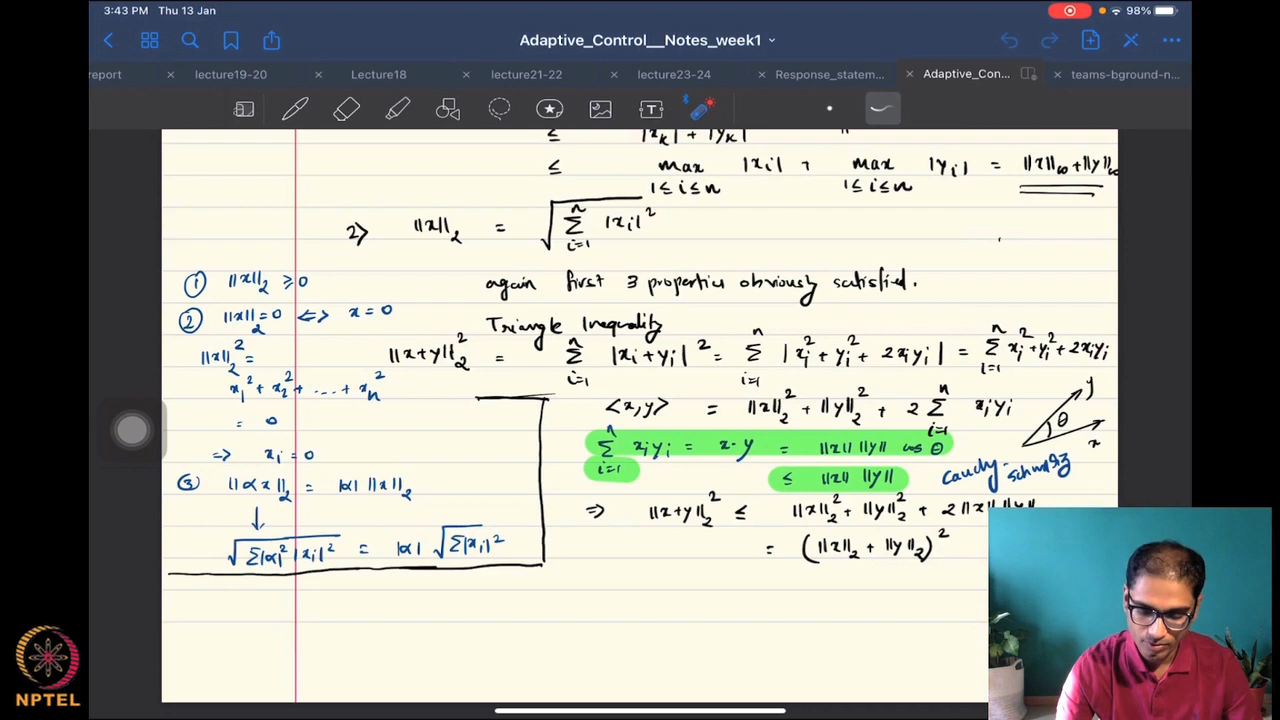 3:43 PM Thu 13 Jan
98%
Adaptive_Control__Notes_week1
report
lecture19-20
Lecture18
lecture21-22
lecture23-24
Response_statem...
Adaptive_Con...
teams-bground-n...
≤ |x_k| + |y_k|
≤ max |x_i| + max |y_i| = ||x||_∞ + ||y||_∞
1≤i≤n 1≤i≤n
2) ||x||_2 = √(Σ_{i=1}^{n} |x_i|^2)
again first 3 properties obviously satisfied.
① ||x||_2 ≥ 0
② ||x||_2 = 0 <=> x = 0
||x||_2^2 =
x_1^2 + x_2^2 + ... + x_n^2
= 0
=> x_i = 0
③ ||αx||_2 = |α| ||x||_2
↓
√(Σ|α|^2 |x_i|^2) = |α| √(Σ|x_i|^2)
Triangle Inequality
||x+y||_2^2 = Σ_{i=1}^{n} |x_i + y_i|^2 = Σ_{i=1}^{n} |x_i^2 + y_i^2 + 2x_iy_i| = Σ_{i=1}^{n} x_i^2 + y_i^2 + 2x_iy_i
<x,y> = ||x||_2^2 + ||y||_2^2 + 2 Σ_{i=1}^{n} x_iy_i
y
θ
x
Σ_{i=1}^{n} x_iy_i = x·y = ||x|| ||y|| cos θ
≤ ||x|| ||y||
Cauchy-Schwarz
=> ||x+y||_2^2 ≤ ||x||_2^2 + ||y||_2^2 + 2||x|| ||y||
= (||x||_2 + ||y||_2)^2
NPTEL